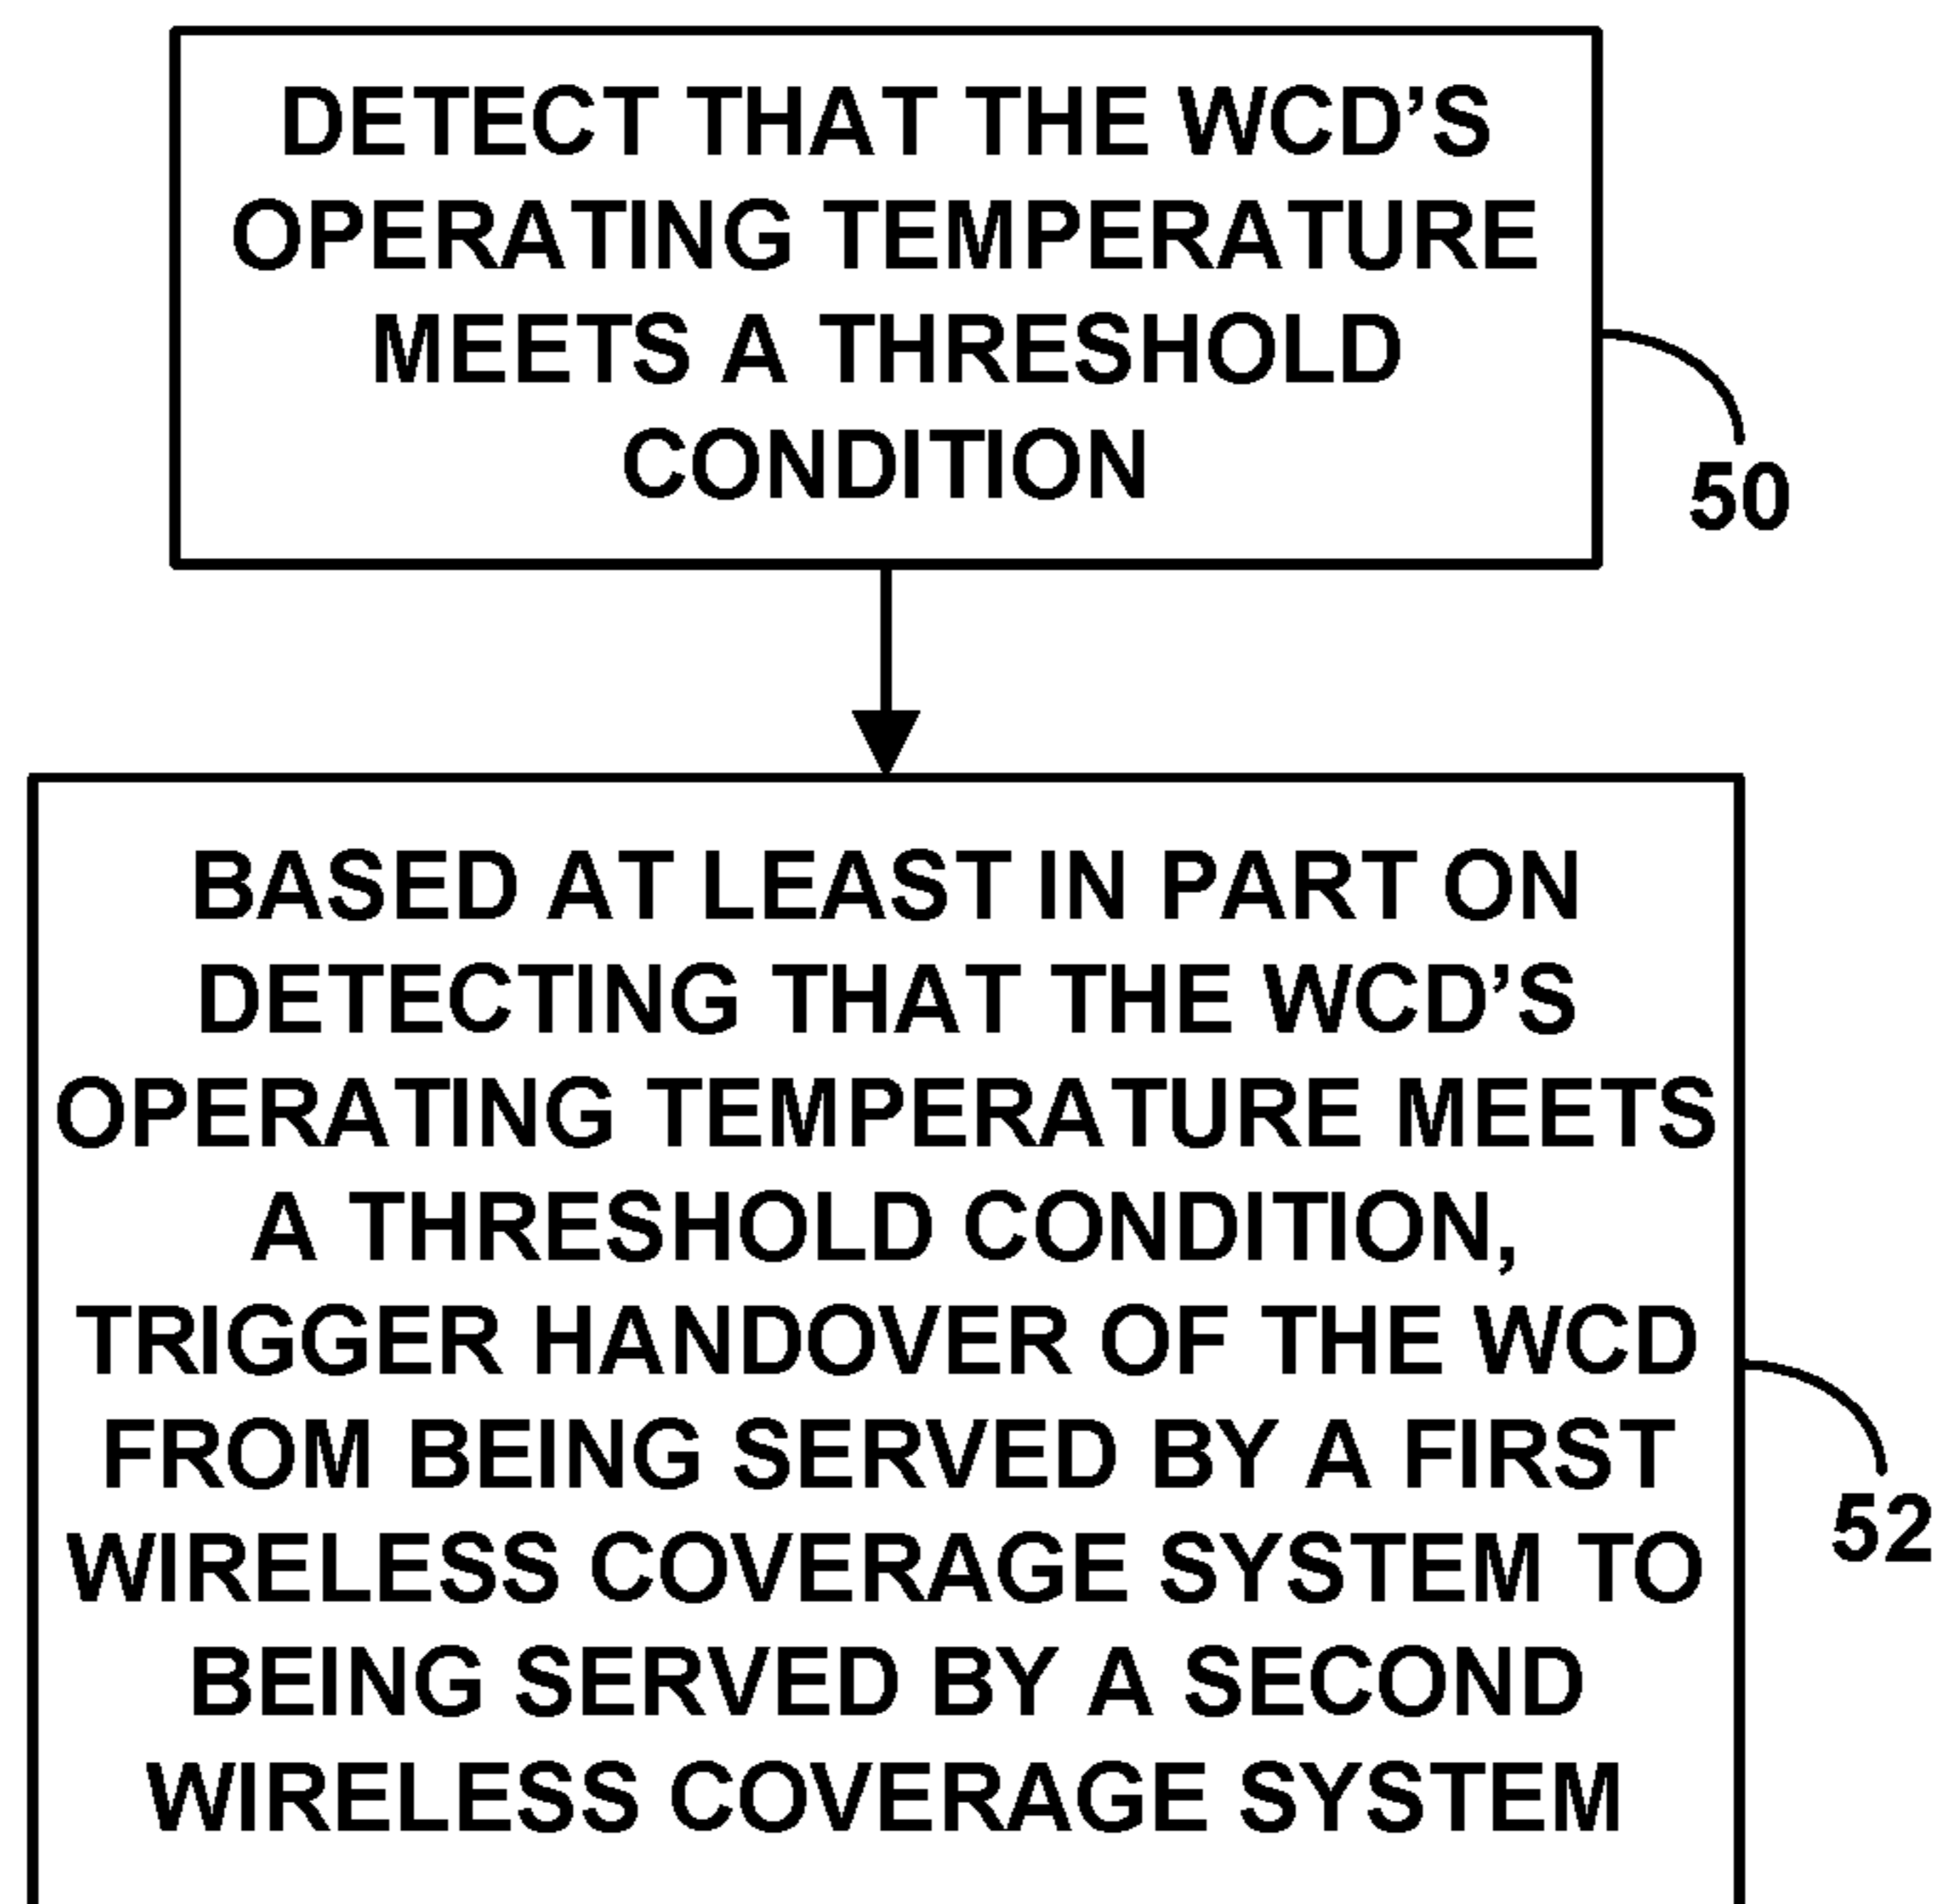 DETECT THAT THE WCD’S
OPERATING TEMPERATURE
MEETS A THRESHOLD
CONDITION
50
BASED AT LEAST IN PART ON
DETECTING THAT THE WCD’S
OPERATING TEMPERATURE MEETS
A THRESHOLD CONDITION,
TRIGGER HANDOVER OF THE WCD
FROM BEING SERVED BY A FIRST
WIRELESS COVERAGE SYSTEM TO
BEING SERVED BY A SECOND
WIRELESS COVERAGE SYSTEM
52